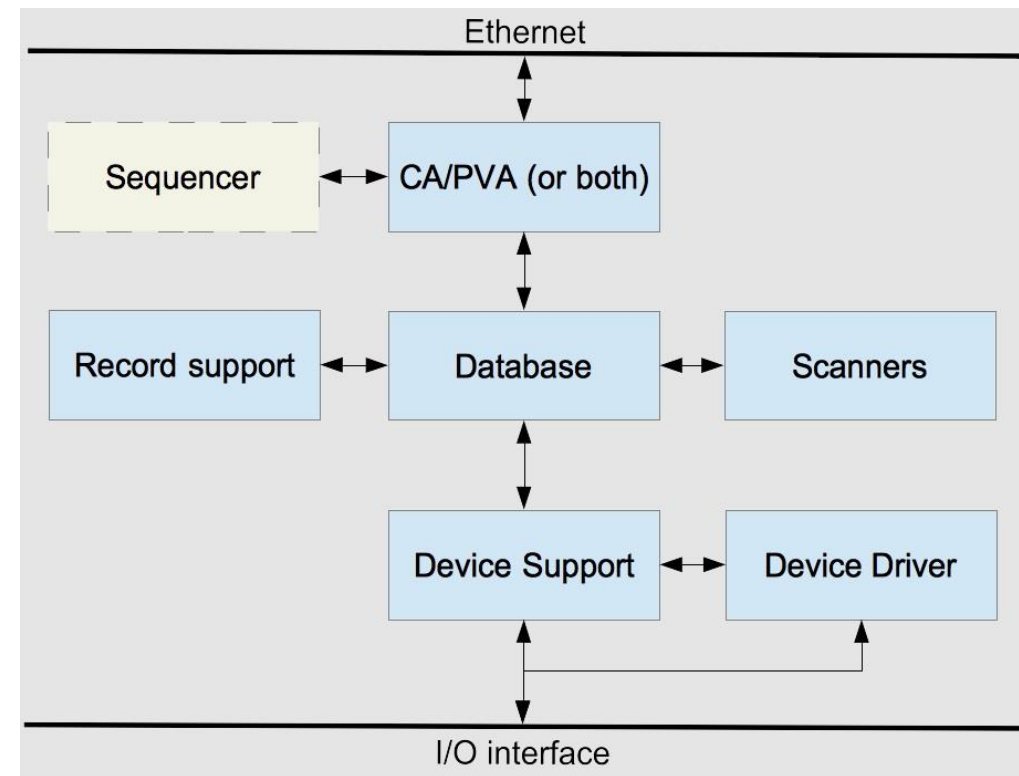 Ethernet
Sequencer
CA/PVA (or both)
Record support
Database
Scanners
Device Support
Device Driver
I/O interface